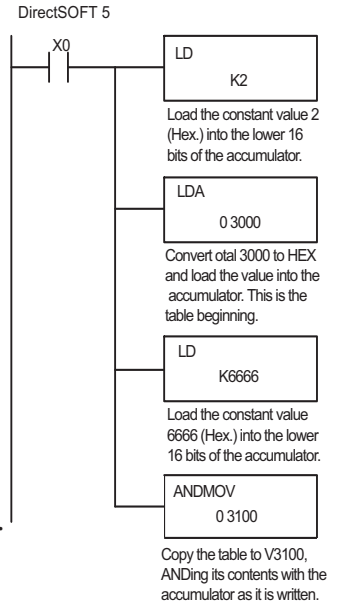 DirectSOFT 5
X0
LD
K2
Load the constant value 2
(Hex.) into the lower 16
bits of the accumulator.
LDA
0 3000
Convert otal 3000 to HEX
and load the value into the
accumulator. This is the
table beginning.
LD
K6666
Load the constant value
6666 (Hex.) into the lower
16 bits of the accumulator.
ANDMOV
0 3100
Copy the table to V3100,
ANDing its contents with the
accumulator as it is written.